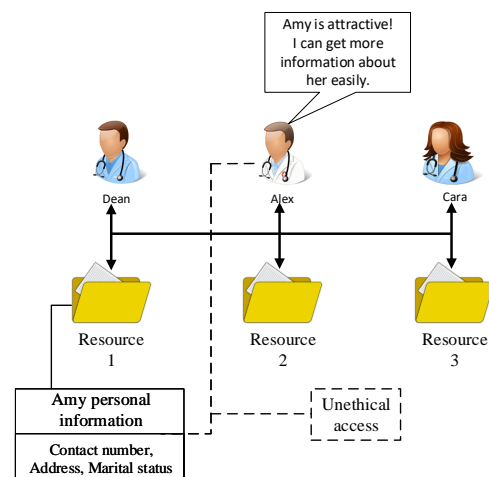 Amy is attractive!
I can get more
information about
her easily.
Dean
Alex
Cara
Resource
1
Resource
2
Resource
3
Amy personal
information
Contact number,
Address, Marital status
Unethical
access